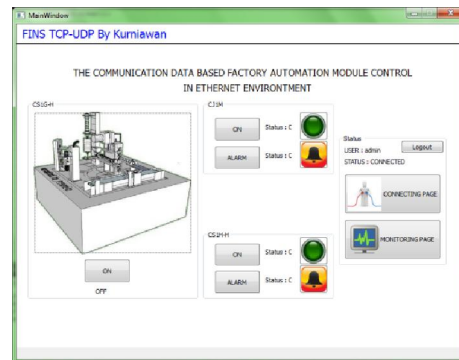 MainWindow
FINS TCP-UDP By Kurniawan
THE COMMUNICATION DATA BASED FACTORY AUTOMATION MODULE CONTROL
IN ETHERNET ENVIRONTMENT
CS1G-H
ON
OFF
CJ1M
ON
Status : C
ALARM
Status : C
CS1H-H
ON
Status : C
ALARM
Status : C
Status
USER : admin
Logout
STATUS : CONNECTED
CONNECTING PAGE
MONITORING PAGE